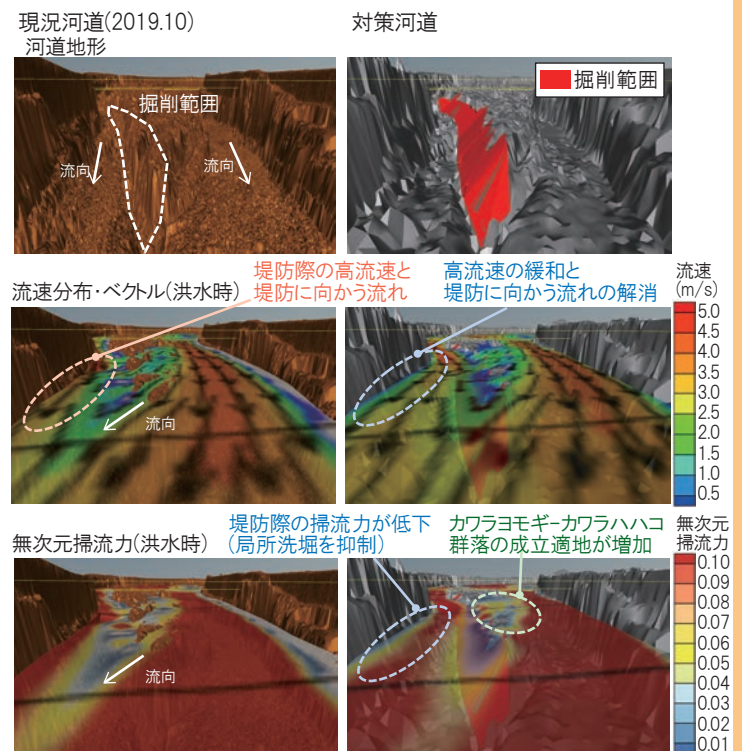 現況河道(2019.10)
河道地形
対策河道
掘削範囲
掘削範囲
流向
流向
堤防際の高流速と
堤防に向かう流れ
高流速の緩和と
堤防に向かう流れの解消
流速
(m/s)
流速分布・ベクトル(洪水時)
5.0
4.5
4.0
3.5
3.0
2.5
2.0
1.5
1.0
0.5
流向
堤防際の掃流力が低下
(局所洗堀を抑制)
カワラヨモギ-カワラハハコ
群落の成立適地が増加
無次元
掃流力
無次元掃流力(洪水時)
0.10
0.09
0.08
0.07
0.06
0.05
0.04
0.03
0.02
0.01
流向